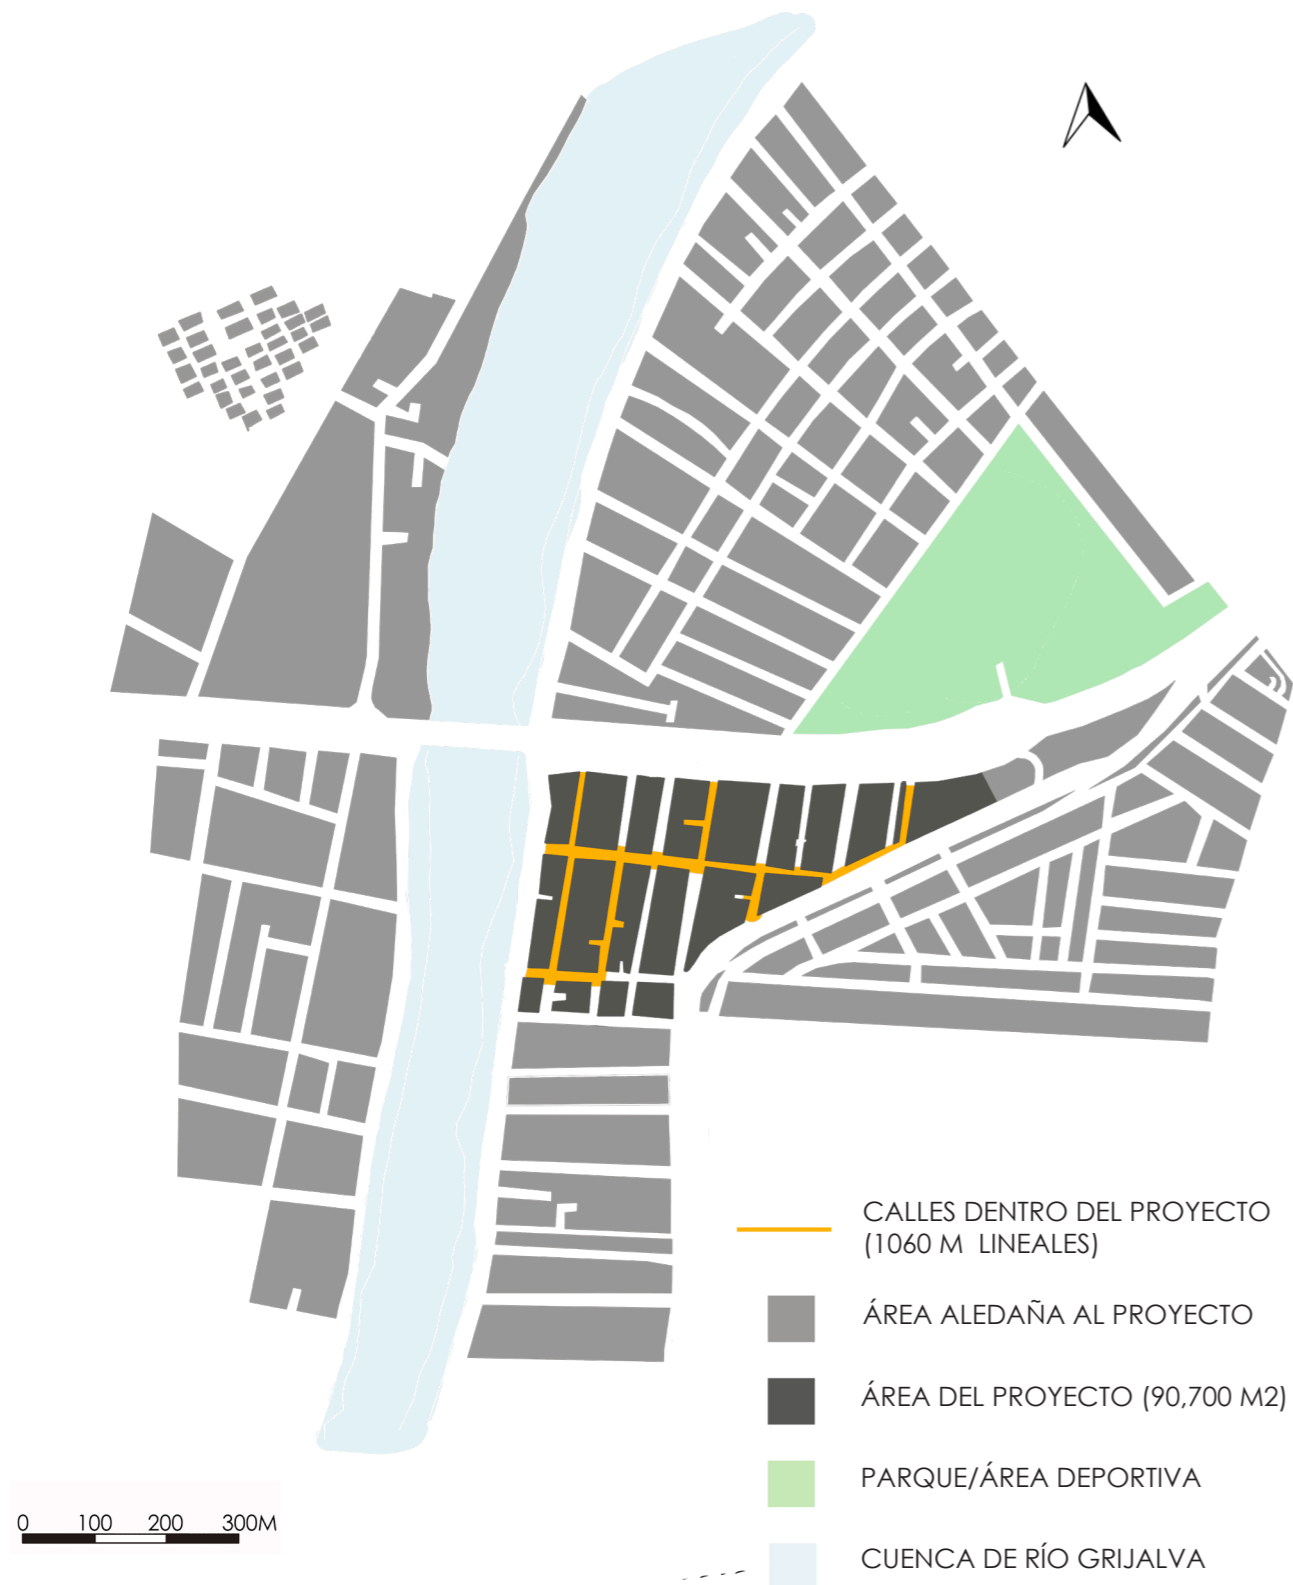 CALLES DENTRO DEL PROYECTO
(1060 M LINEALES)
ÁREA ALEDAÑA AL PROYECTO
ÁREA DEL PROYECTO (90,700 M2)
PARQUE/ÁREA DEPORTIVA
0 100 200 300M
CUENCA DE RÍO GRIJALVA